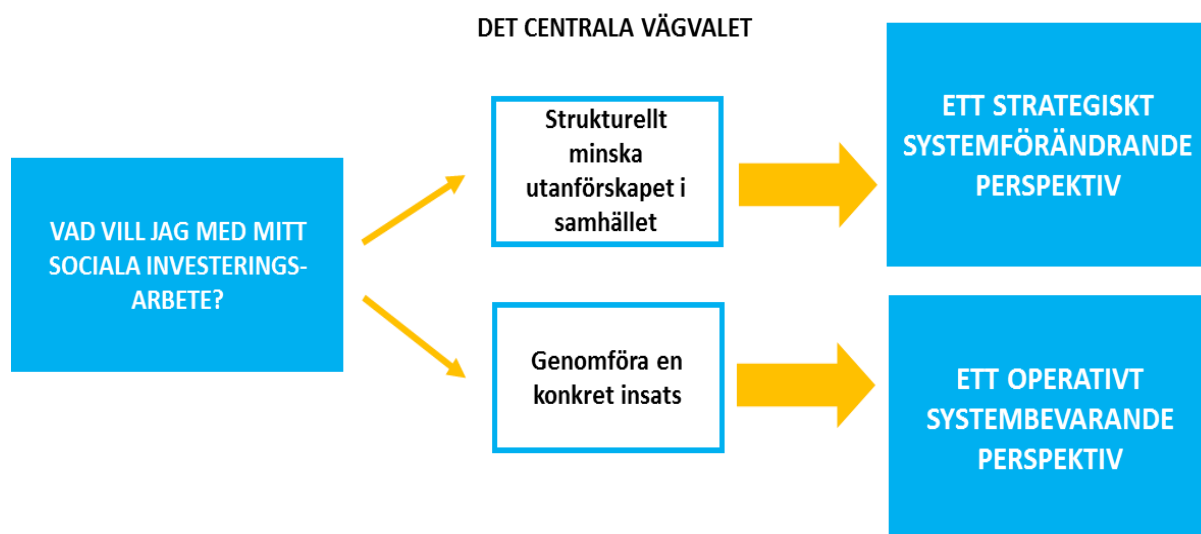 DET CENTRALA VÄGVALET
VAD VILL JAG MED MITT
SOCIALA INVESTERINGS-
ARBETE?
Strukturellt
minska
utanförskapet i
samhället
ETT STRATEGISKT
SYSTEMFÖRÄNDRANDE
PERSPEKTIV
Genomföra en
konkret insats
ETT OPERATIVT
SYSTEMBEVARANDE
PERSPEKTIV